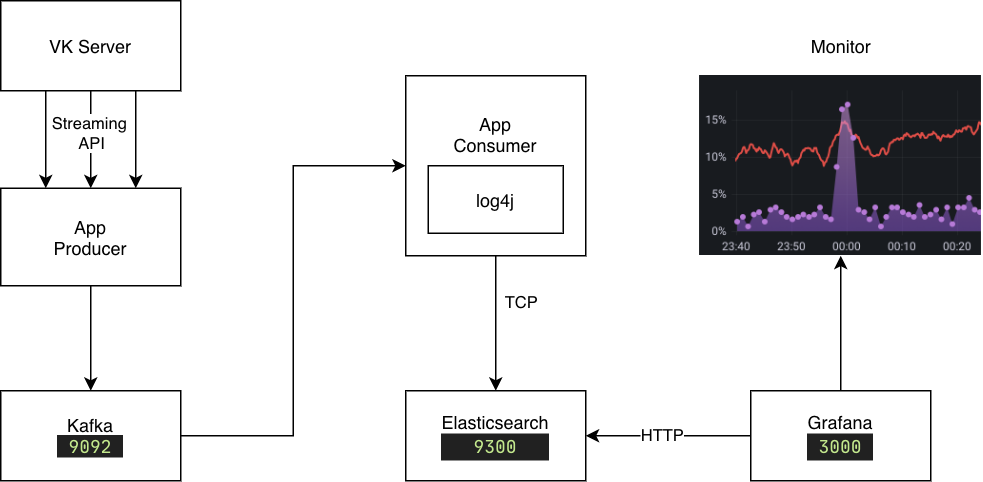 VK Server
Streaming
API
App
Producer
Kafka
9092
App
Consumer
log4j
TCP
Elasticsearch
9300
HTTP
Grafana
3000
Monitor
15%
10%
5%
0%
23:40 23:50 00:00 00:10 00:20